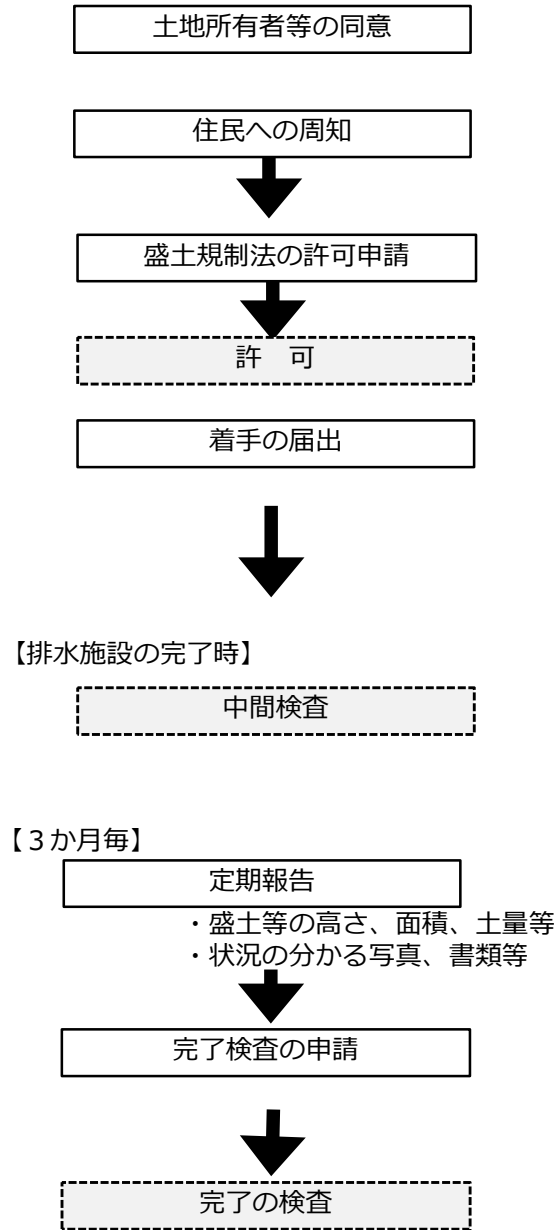 土地所有者等の同意
住民への周知
盛土規制法の許可申請
許　可
着手の届出
【排水施設の完了時】
中間検査
【３か月毎】
定期報告
・盛土等の高さ、面積、土量等
・状況の分かる写真、書類等
完了検査の申請
完了の検査